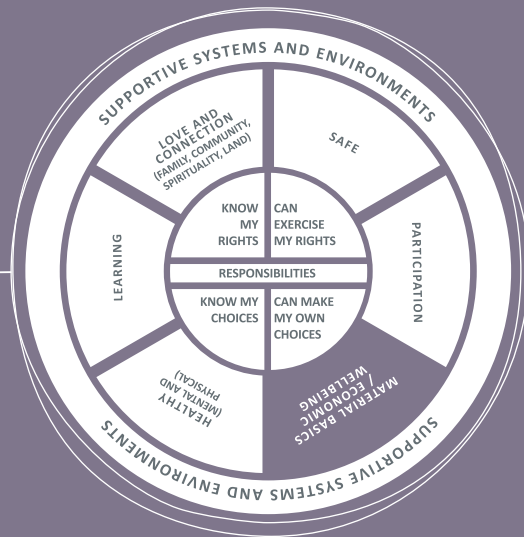 SUPPORTIVE SYSTEMS AND ENVIRONMENTS
LOVE AND
CONNECTION
(FAMILY, COMMUNITY,
SPIRITUALITY, LAND)
SAFE
KNOW
MY
RIGHTS
CAN
EXERCISE
MY RIGHTS
LEARNING
PARTICIPATION
RESPONSIBILITIES
KNOW MY
CHOICES
CAN MAKE
MY OWN
CHOICES
HEALTHY
(MENTAL AND
PHYSICAL)
MATERIAL BASICS
/ ECONOMIC
WELLBEING
SUPPORTIVE SYSTEMS AND ENVIRONMENTS